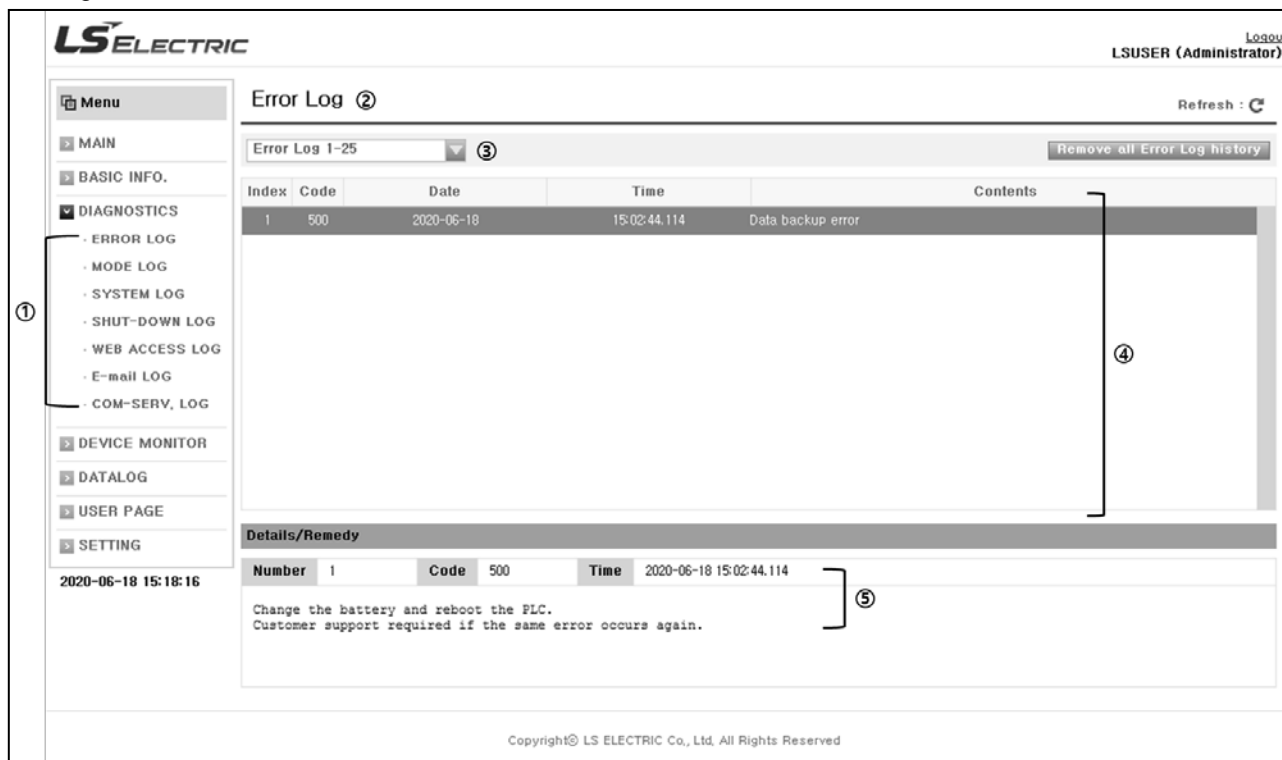 LS ELECTRIC
Logou
LSUSER (Administrator)
Menu
Error Log ②
Refresh :
MAIN
Error Log 1-25 ③
Remove all Error Log history
BASIC INFO.
Index Code Date Time Contents
DIAGNOSTICS
1 500 2020-06-18 15:02:44.114 Data backup error
· ERROR LOG
· MODE LOG
· SYSTEM LOG
①
· SHUT-DOWN LOG
· WEB ACCESS LOG
④
· E-mail LOG
· COM-SERV, LOG
DEVICE MONITOR
DATALOG
USER PAGE
SETTING
Details/Remedy
2020-06-18 15:18:16
Number 1 Code 500 Time 2020-06-18 15:02:44.114
⑤
Change the battery and reboot the PLC.
Customer support required if the same error occurs again.
Copyright© LS ELECTRIC Co,, Ltd, All Rights Reserved